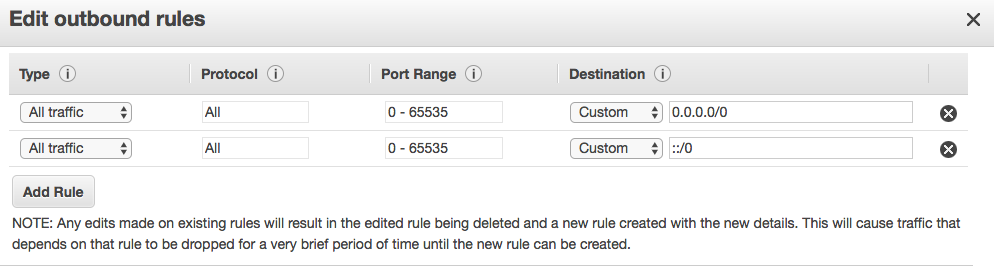 Edit outbound rules
Type Protocol Port Range Destination
All traffic All 0 - 65535 Custom 0.0.0.0/0
All traffic All 0 - 65535 Custom ::/0
Add Rule
NOTE: Any edits made on existing rules will result in the edited rule being deleted and a new rule created with the new details. This will cause traffic that
depends on that rule to be dropped for a very brief period of time until the new rule can be created.